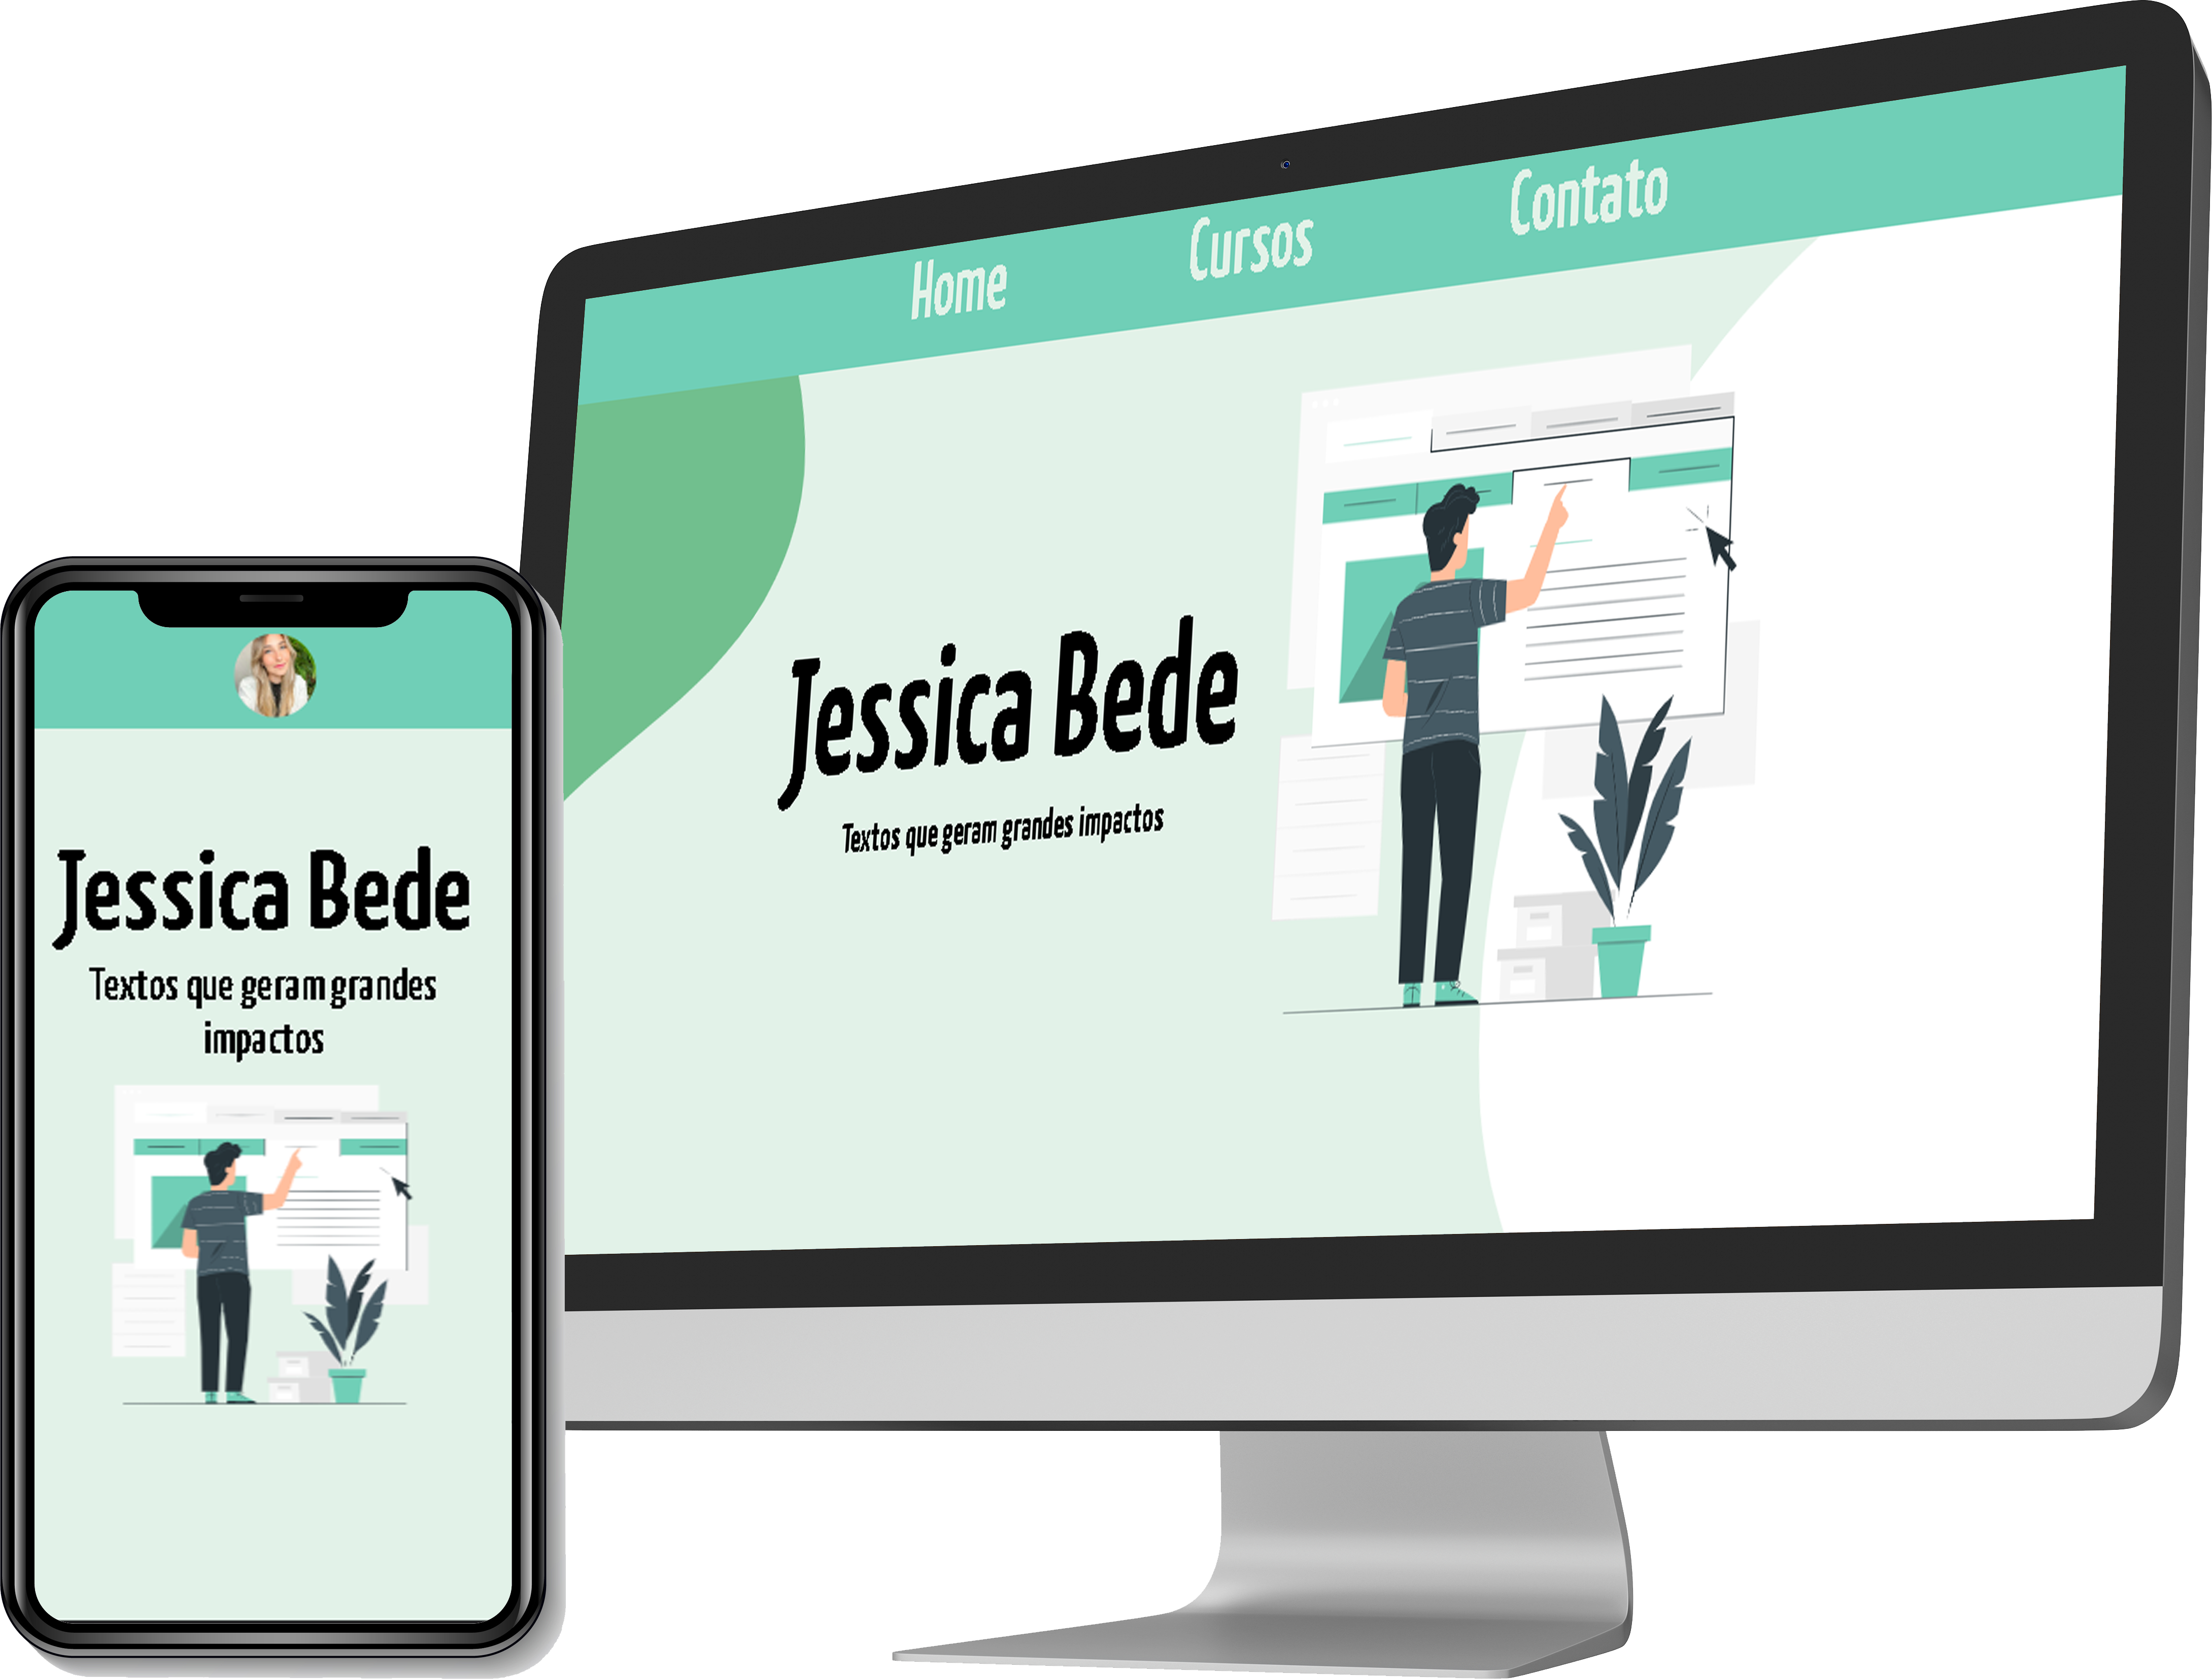 Home Cursos Contato
Jessica Bede
Textos que geram grandes impactos
Jessica Bede
Textos que geram grandes
impactos